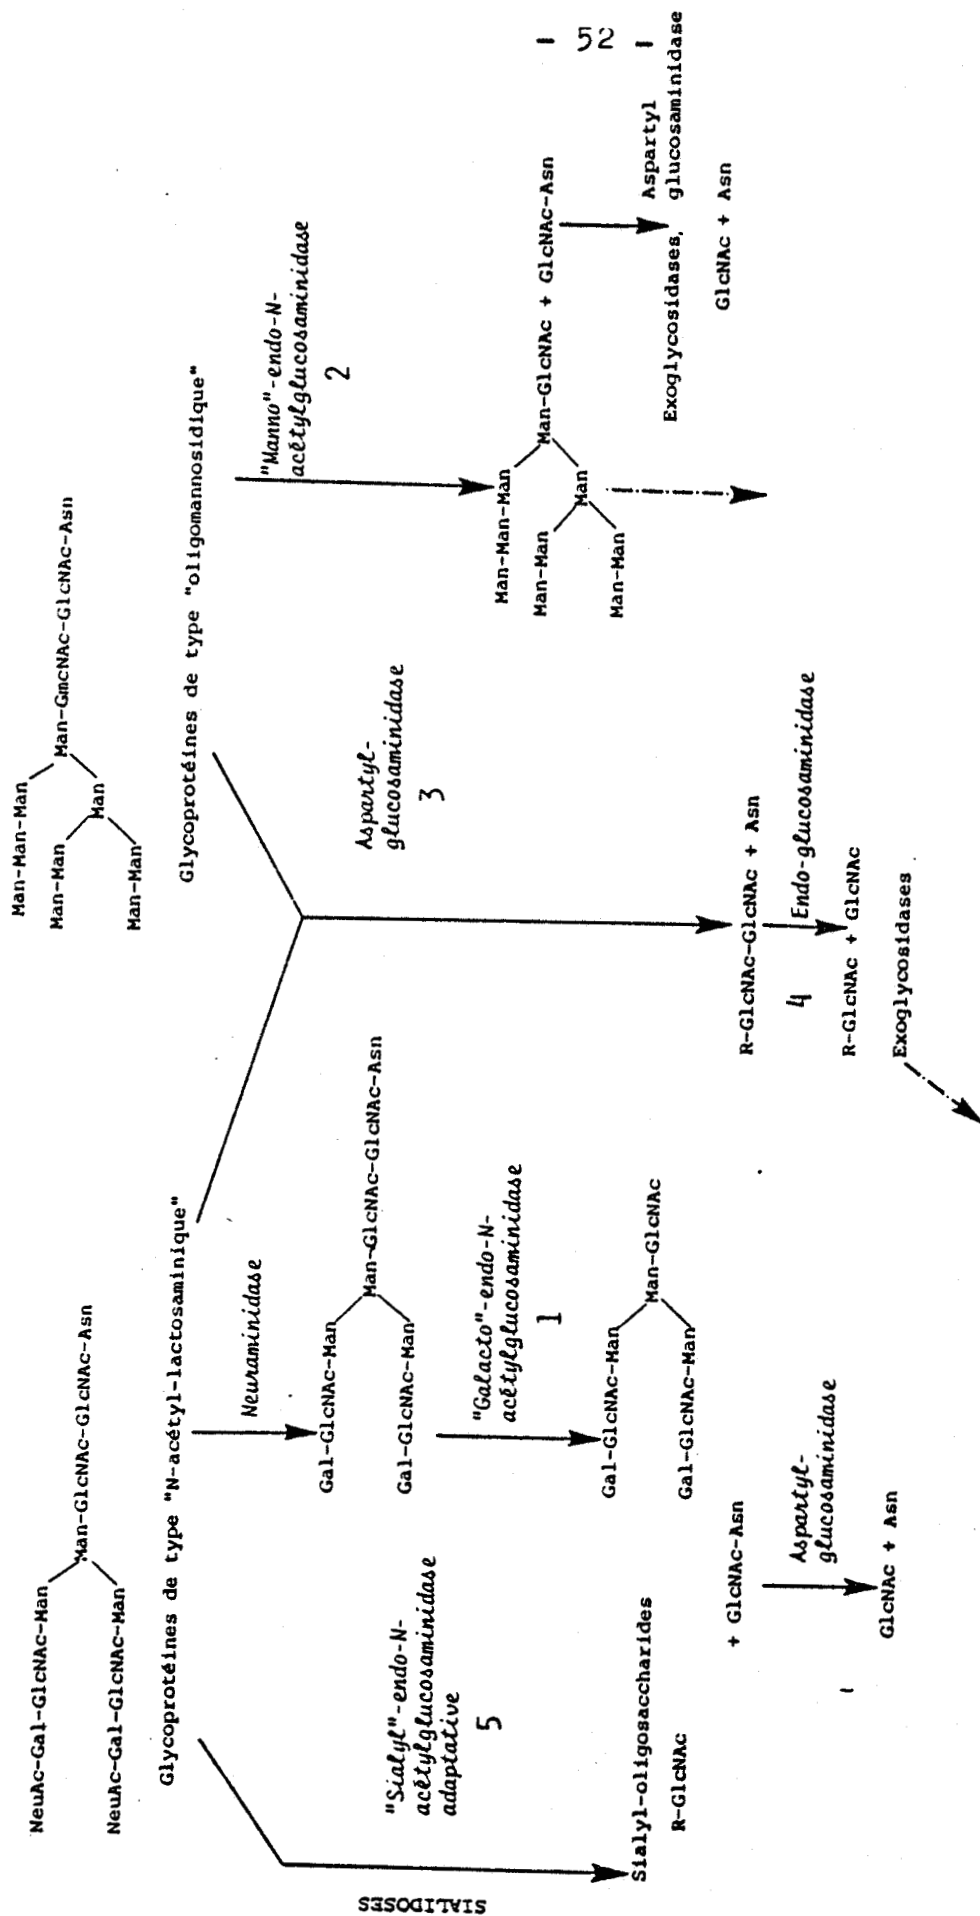 - 52 -
NeuAc-Gal-GlcNAc-Man
Man-GlcNAc-GlcNAc-Asn
NeuAc-Gal-GlcNAc-Man
Glycoprotéines de type "N-acétyl-lactosaminique"
Man-Man-Man
Man-GmcNAc-GlcNAc-Asn
Man-Man
Man
Man-Man
Glycoprotéines de type "oligomannosidique"
SIALIDOSES
"Sialyl"-endo-N-
acétylglucosaminidase
adaptative
5
Sialyl-oligosaccharides
R-GlcNAc
Neuraminidase
Gal-GlcNAc-Man
Man-GlcNAc-GlcNAc-Asn
Gal-GlcNAc-Man
"Galacto"-endo-N-
acétylglucosaminidase
1
Gal-GlcNAc-Man
Man-GlcNAc
Gal-GlcNAc-Man
+ GlcNAc-Asn
Aspartyl-
glucosaminidase
GlcNAc + Asn
Aspartyl-
glucosaminidase
3
R-GlcNAc-GlcNAc + Asn
4
Endo-glucosaminidase
R-GlcNAc + GlcNAc
Exoglycosidases
"Manno"-endo-N-
acétylglucosaminidase
2
Man-Man-Man
Man-GlcNAc + GlcNAc-Asn
Man-Man
Man
Man-Man
Exoglycosidases,
Aspartyl
glucosaminidase
GlcNAc + Asn